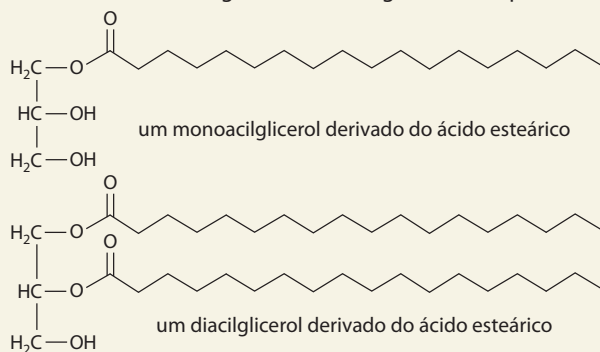 O
H₂C—O
HC—OH
um monoacilglicerol derivado do ácido esteárico
H₂C—OH
O
H₂C—O
O
HC—O
um diacilglicerol derivado do ácido esteárico
H₂C—OH